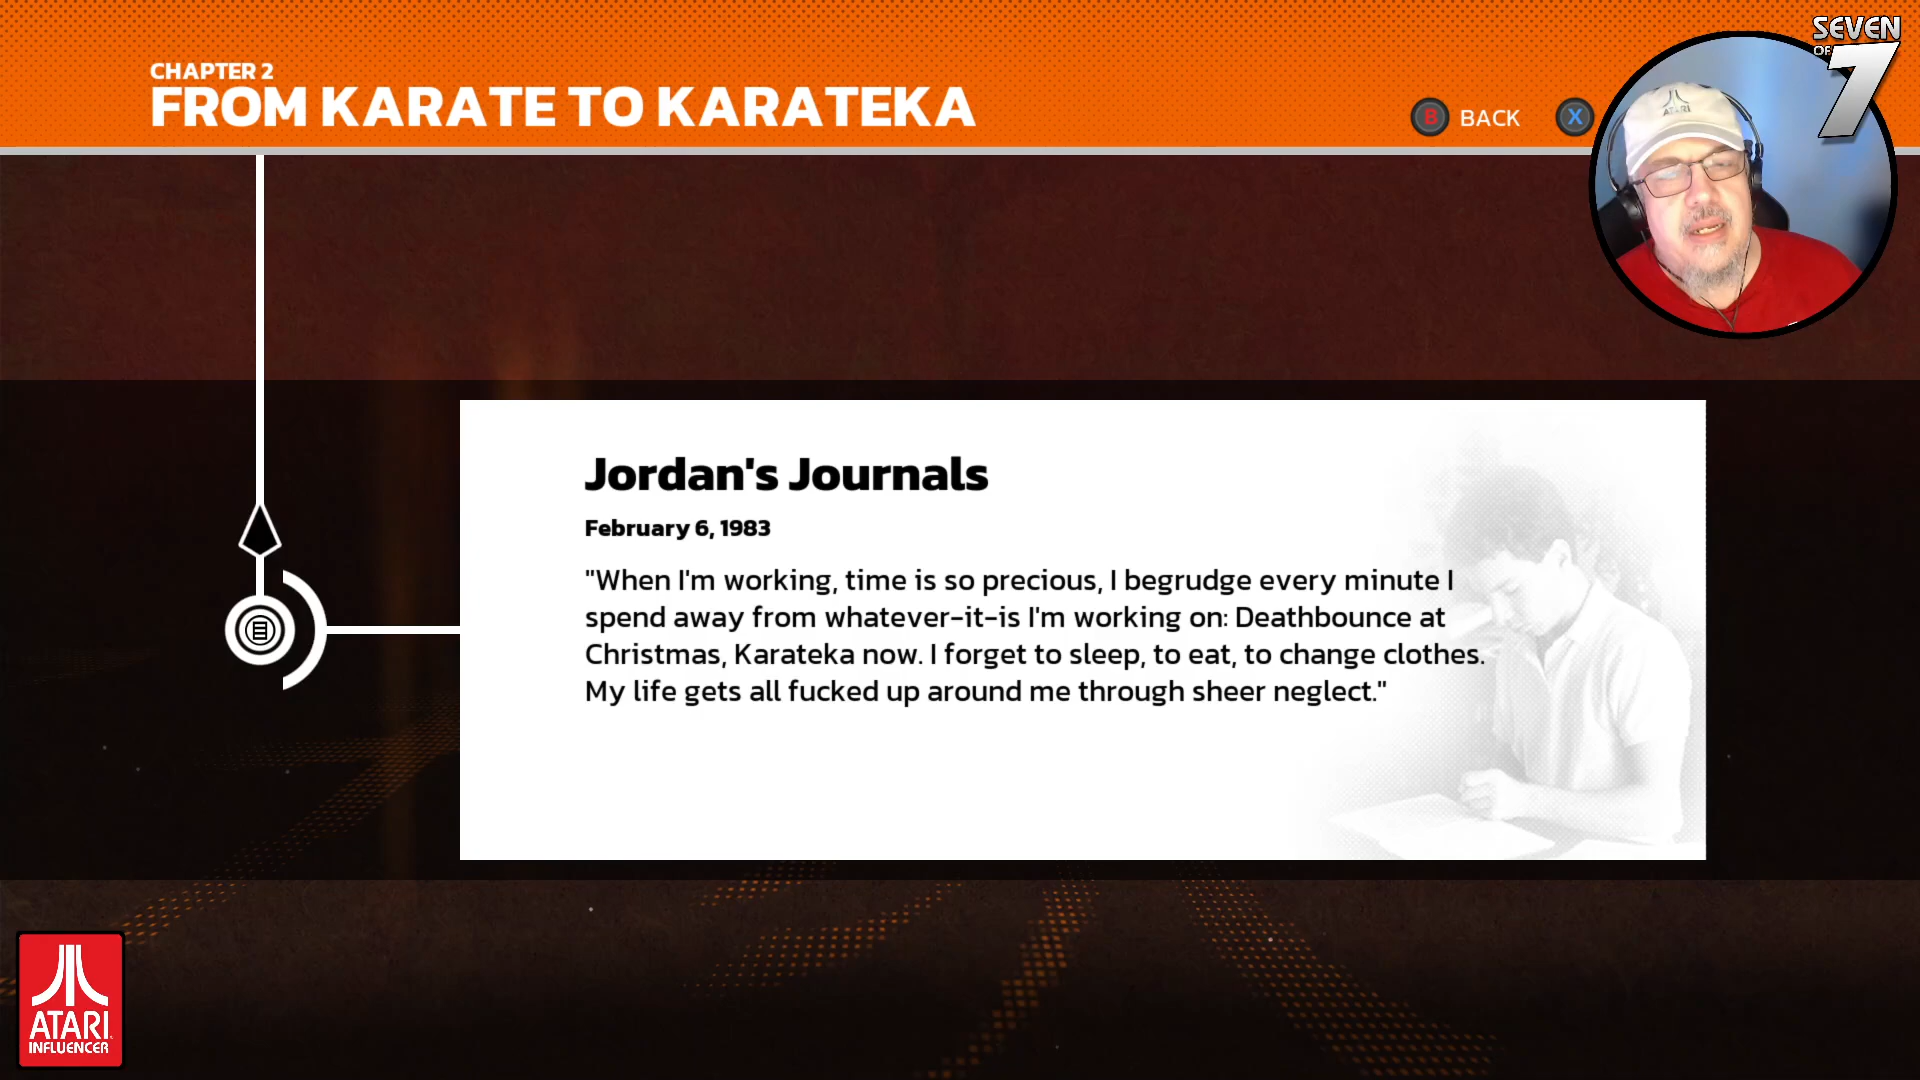 SEVEN
OF
7
CHAPTER 2
FROM KARATE TO KARATEKA
B BACK
X
ATARI
Jordan's Journals
February 6, 1983
"When I'm working, time is so precious, I begrudge every minute I
spend away from whatever-it-is I'm working on: Deathbounce at
Christmas, Karateka now. I forget to sleep, to eat, to change clothes.
My life gets all fucked up around me through sheer neglect."
ATARI
INFLUENCER